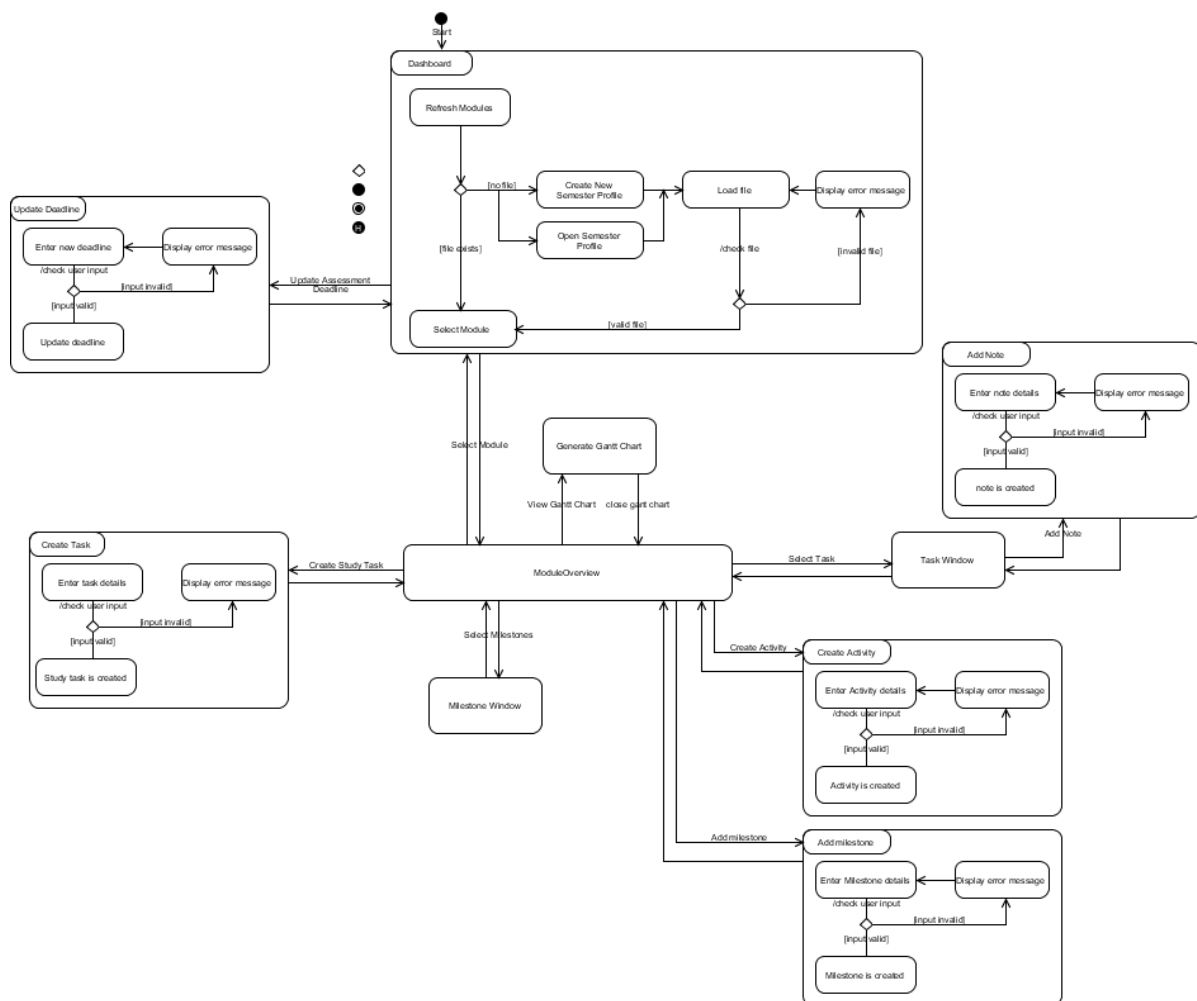 Start
Dashboard
Refresh Modules
[no file]
Create New
Semester Profile
Load file
Display error message
Open Semester
Profile
[file exists]
/check file
[invalid file]
[valid file]
Select Module
H
Update Deadline
Enter new deadline
Display error message
/check user input
[input invalid]
[input valid]
Update deadline
Update Assessment
Deadline
Select Module
Generate Gantt Chart
View Gantt Chart
close gant chart
Add Note
Enter note details
Display error message
/check user input
[input invalid]
[input valid]
note is created
Add Note
Create Task
Enter task details
Display error message
/check user input
[input invalid]
[input valid]
Study task is created
Create Study Task
ModuleOverview
Select Task
Task Window
Select Milestones
Milestone Window
Create Activity
Create Activity
Enter Activity details
Display error message
/check user input
[input invalid]
[input valid]
Activity is created
Add milestone
Add milestone
Enter Milestone details
Display error message
/check user input
[input invalid]
[input valid]
Milestone is created